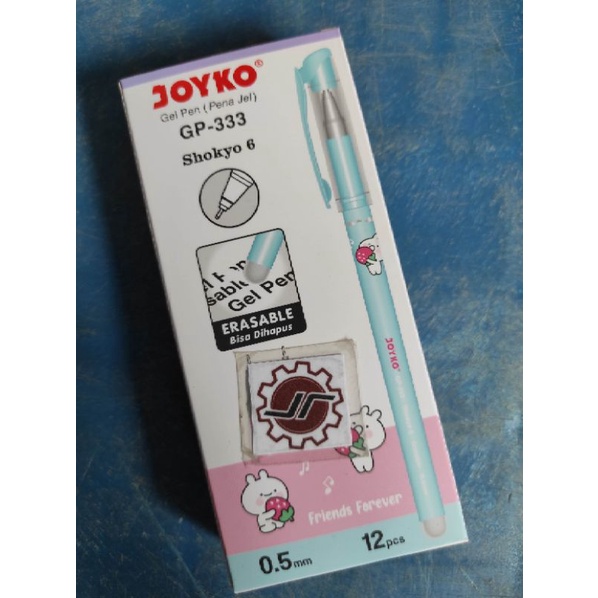 JOYKO®
Gel Pen (Pena Jel)
GP-333
Shokyo 6
Gel Pen
ERASABLE
Bisa Dihapus
JOYKO
friends forever
0.5mm
12pcs